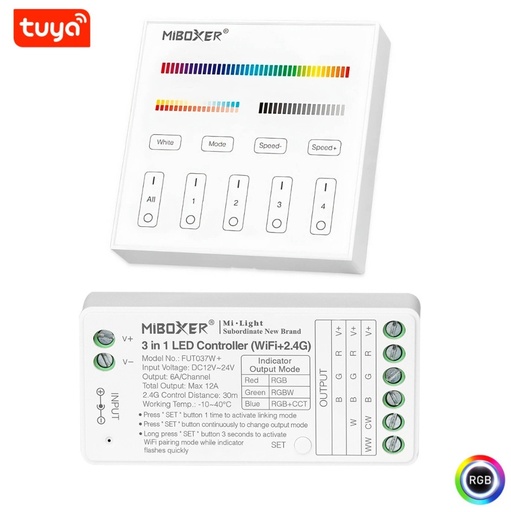 tuya
MIBOXER®
White
Mode
Speed-
Speed+
All
1
2
3
4
MIBOXER®
Mi·Light
Subordinate New Brand
3 in 1 LED Controller (WiFi+2.4G)
Model No.: FUT037W+
Input Voltage: DC12V~24V
Output: 6A/Channel
Total Output: Max 12A
2.4G Control Distance: 30m
Working Temp.: -10~40°C
Indicator Output Mode
Red RGB
Green RGBW
Blue RGB+CCT
• Press " SET " button 1 time to activate linking mode
• Press " SET " button continuously to change output mode
• Long press " SET " button 3 seconds to activate
WiFi pairing mode while indicator
flashes quickly
SET
V+
V-
INPUT
OUTPUT
V+ V+ V+
R R R
G G G
B B B
W CW
WW
RGB